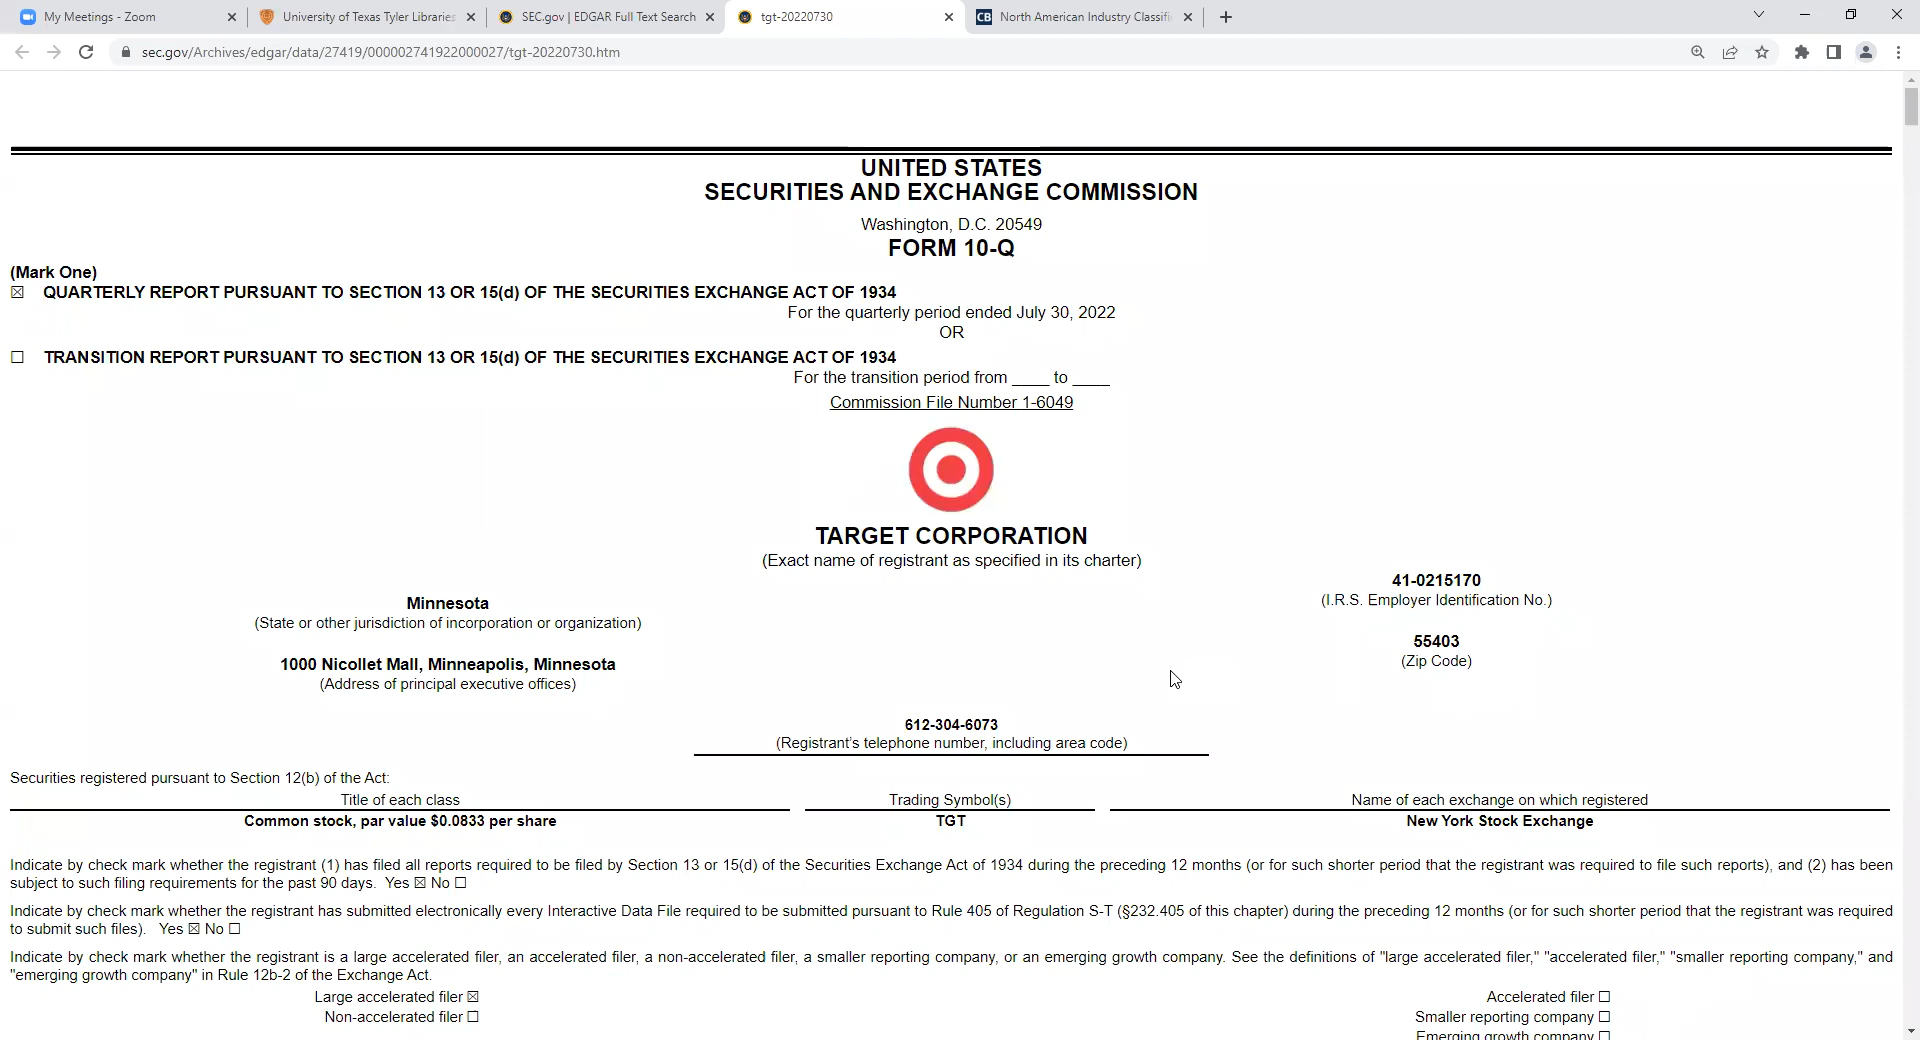 My Meetings - Zoom
University of Texas Tyler Libraries
SEC.gov | EDGAR Full Text Search
tgt-20220730
CB North American Industry Classifi
sec.gov/Archives/edgar/data/27419/000002741922000027/tgt-20220730.htm
UNITED STATES
SECURITIES AND EXCHANGE COMMISSION
Washington, D.C. 20549
FORM 10-Q
(Mark One)
☒ QUARTERLY REPORT PURSUANT TO SECTION 13 OR 15(d) OF THE SECURITIES EXCHANGE ACT OF 1934
For the quarterly period ended July 30, 2022
OR
☐ TRANSITION REPORT PURSUANT TO SECTION 13 OR 15(d) OF THE SECURITIES EXCHANGE ACT OF 1934
For the transition period from ____ to ____
Commission File Number 1-6049
TARGET CORPORATION
(Exact name of registrant as specified in its charter)
Minnesota
(State or other jurisdiction of incorporation or organization)
41-0215170
(I.R.S. Employer Identification No.)
1000 Nicollet Mall, Minneapolis, Minnesota
(Address of principal executive offices)
55403
(Zip Code)
612-304-6073
(Registrant's telephone number, including area code)
Securities registered pursuant to Section 12(b) of the Act:
Title of each class Trading Symbol(s) Name of each exchange on which registered
Common stock, par value $0.0833 per share TGT New York Stock Exchange
Indicate by check mark whether the registrant (1) has filed all reports required to be filed by Section 13 or 15(d) of the Securities Exchange Act of 1934 during the preceding 12 months (or for such shorter period that the registrant was required to file such reports), and (2) has been
subject to such filing requirements for the past 90 days. Yes ☒ No ☐
Indicate by check mark whether the registrant has submitted electronically every Interactive Data File required to be submitted pursuant to Rule 405 of Regulation S-T (§232.405 of this chapter) during the preceding 12 months (or for such shorter period that the registrant was required
to submit such files). Yes ☒ No ☐
Indicate by check mark whether the registrant is a large accelerated filer, an accelerated filer, a non-accelerated filer, a smaller reporting company, or an emerging growth company. See the definitions of "large accelerated filer," "accelerated filer," "smaller reporting company," and
"emerging growth company" in Rule 12b-2 of the Exchange Act.
Large accelerated filer ☒ Accelerated filer ☐
Non-accelerated filer ☐ Smaller reporting company ☐
Emerging growth company ☐